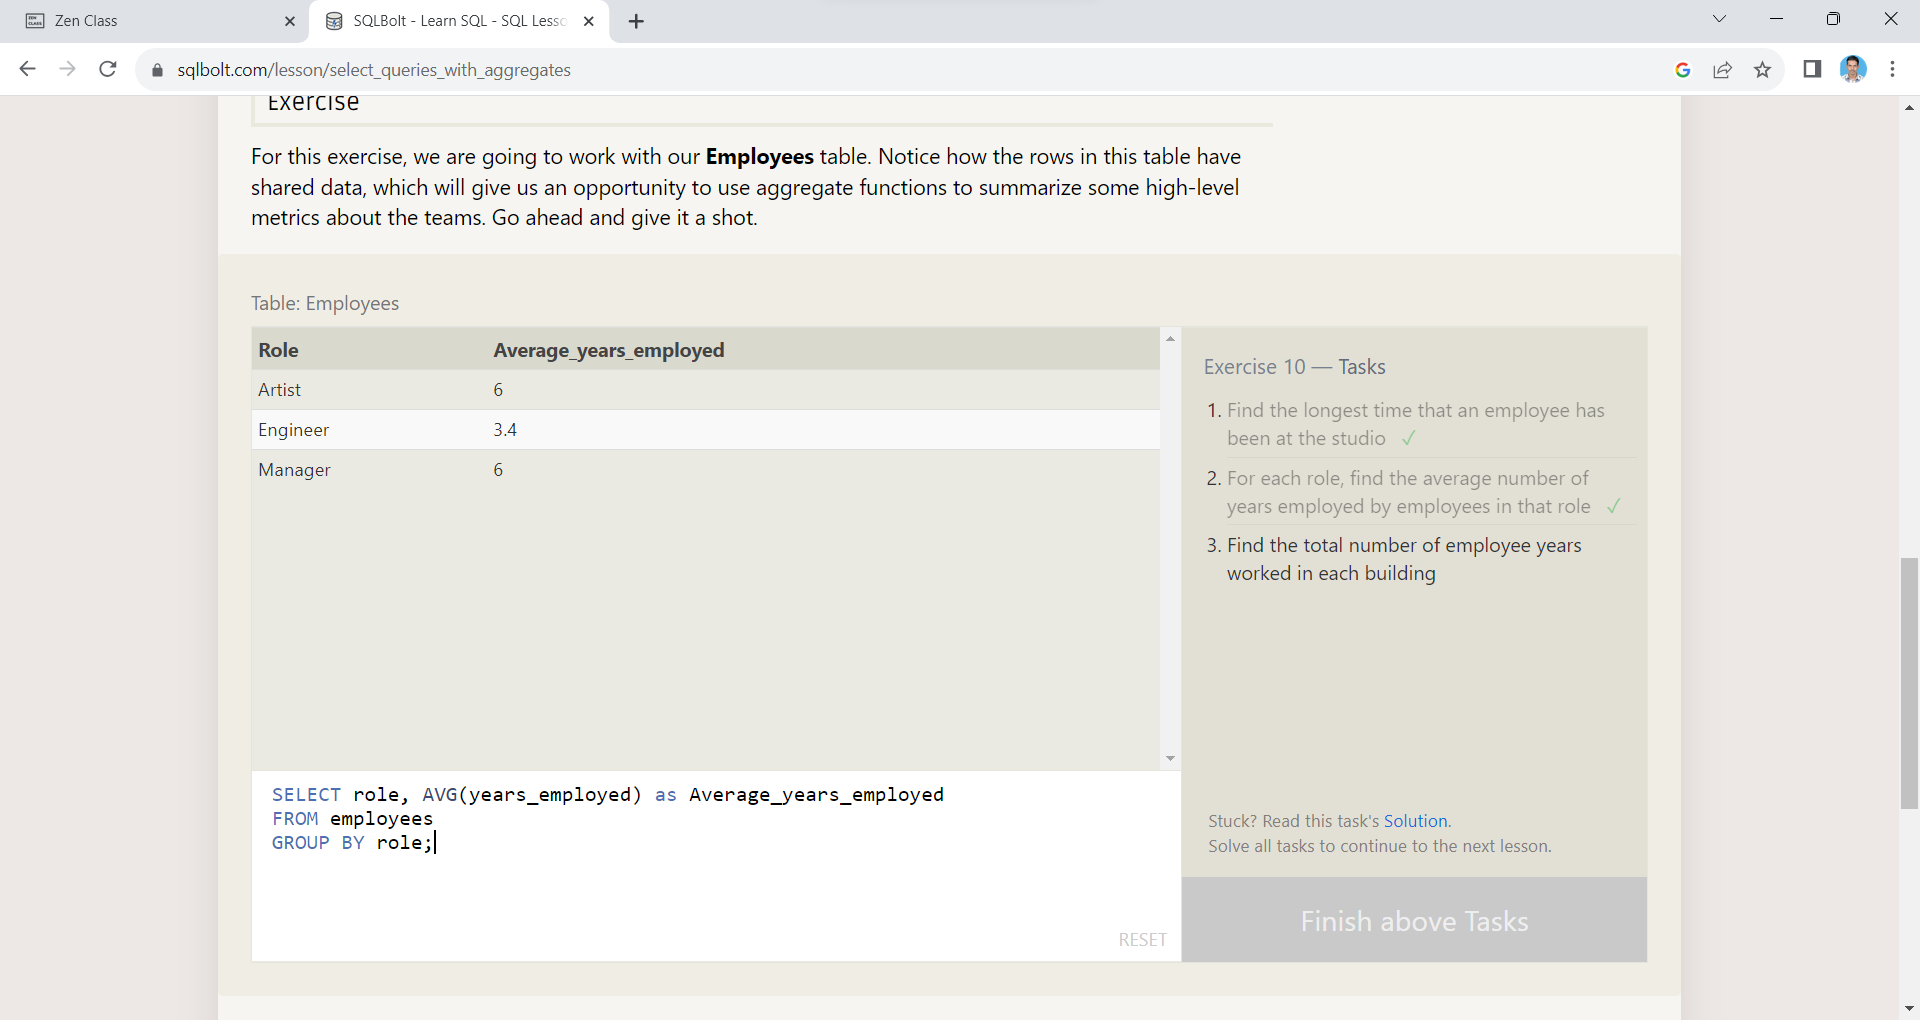 Zen Class
SQLBolt - Learn SQL - SQL Lesso
sqlbolt.com/lesson/select_queries_with_aggregates
Exercise
For this exercise, we are going to work with our Employees table. Notice how the rows in this table have
shared data, which will give us an opportunity to use aggregate functions to summarize some high-level
metrics about the teams. Go ahead and give it a shot.
Table: Employees
Role Average_years_employed
Artist 6
Engineer 3.4
Manager 6
Exercise 10 — Tasks
1. Find the longest time that an employee has
been at the studio ✓
2. For each role, find the average number of
years employed by employees in that role ✓
3. Find the total number of employee years
worked in each building
SELECT role, AVG(years_employed) as Average_years_employed
FROM employees
GROUP BY role;
RESET
Stuck? Read this task's Solution.
Solve all tasks to continue to the next lesson.
Finish above Tasks